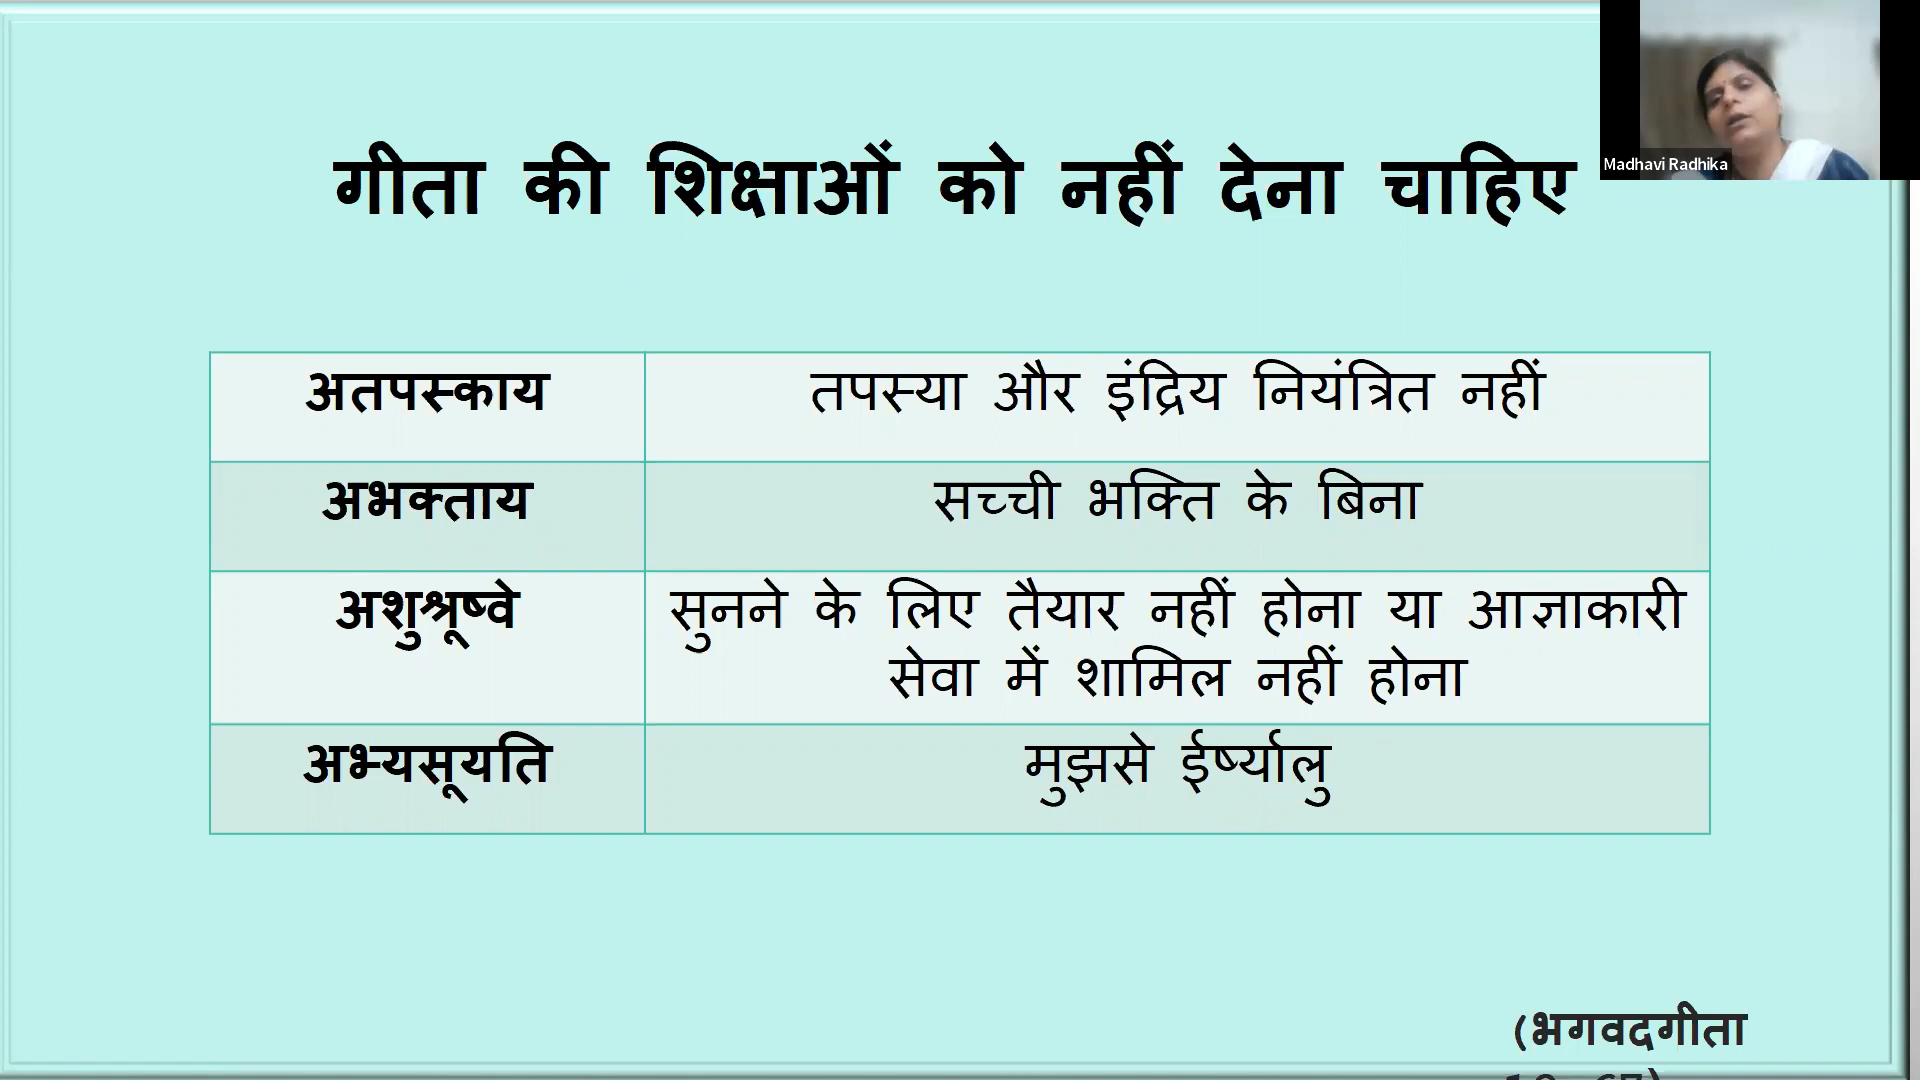 गीता की शिक्षाओं को नहीं देना चाहिए
Madhavi Radhika
अतपस्काय
तपस्या और इंद्रिय नियंत्रित नहीं
अभक्ताय
सच्ची भक्ति के बिना
अशुश्रूष्वे
सुनने के लिए तैयार नहीं होना या आज्ञाकारी
सेवा में शामिल नहीं होना
अभ्यसूयति
मुझसे ईर्ष्यालु
(भगवदगीता